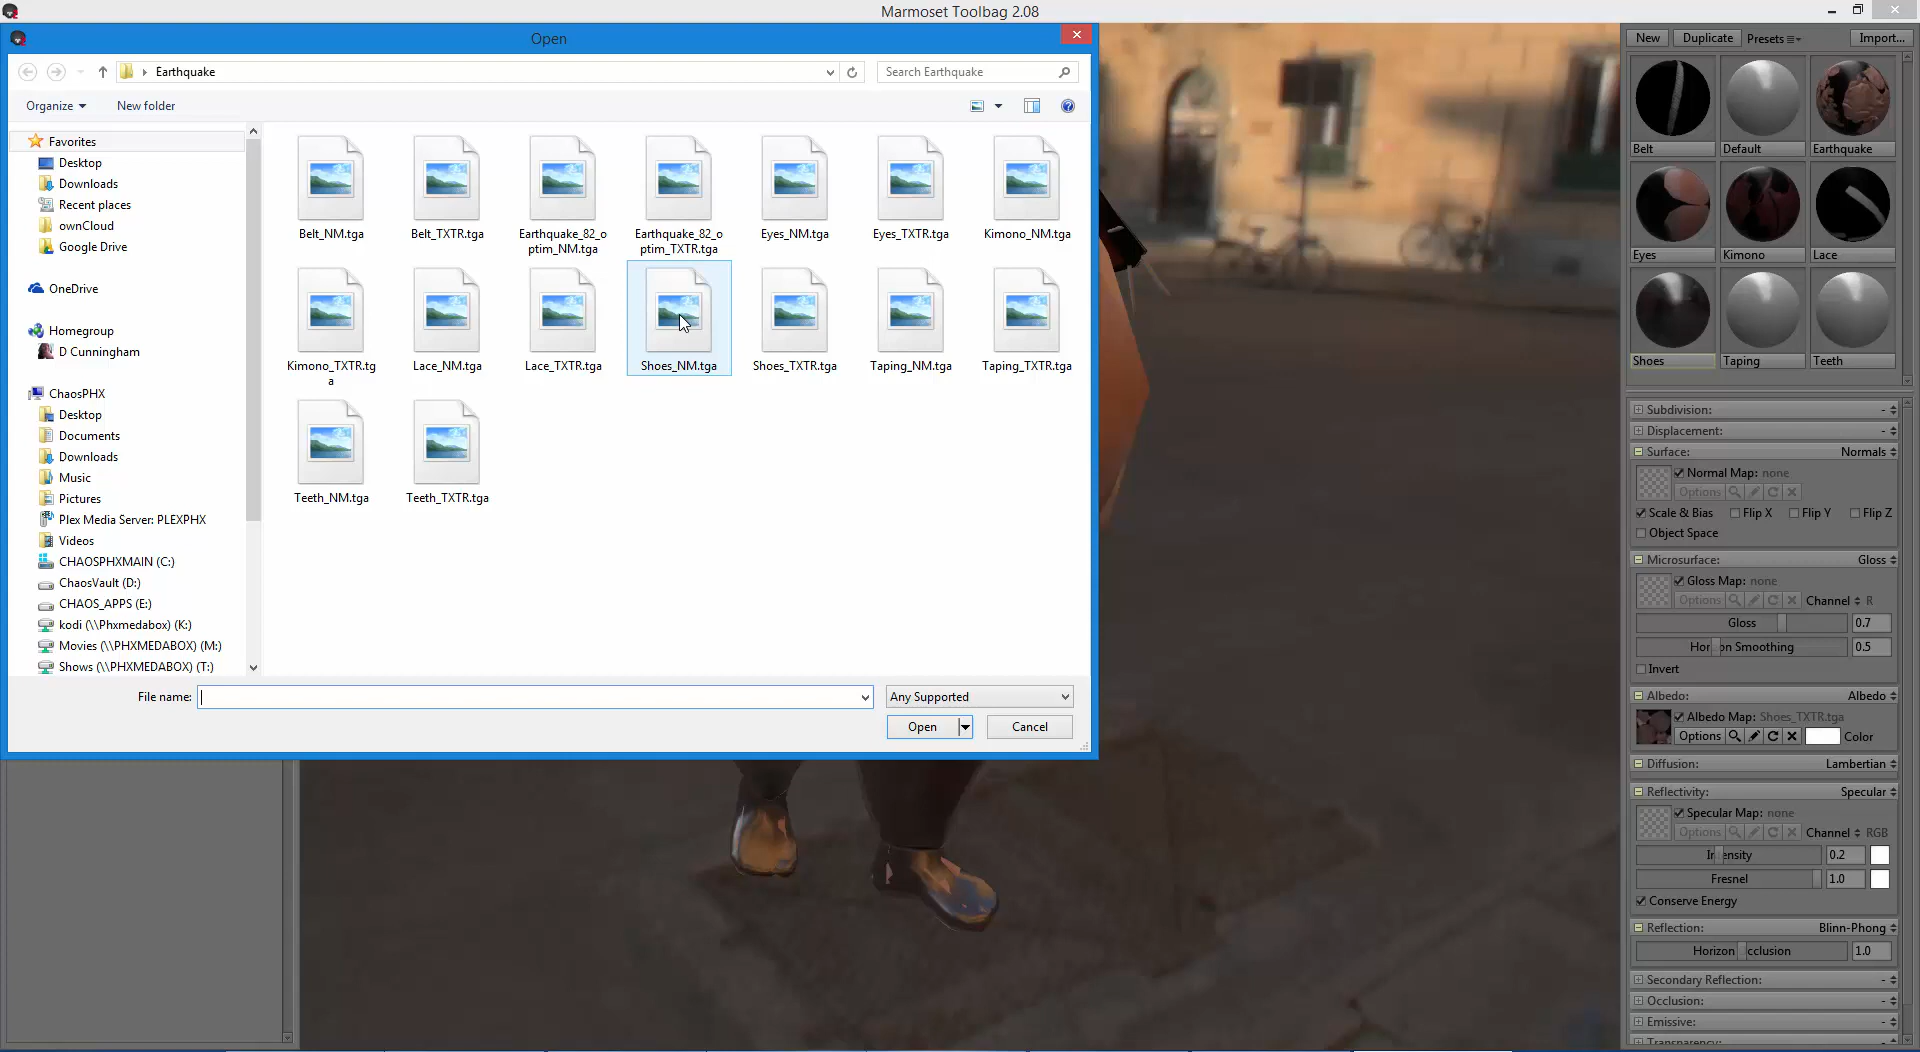 Marmoset Toolbag 2.08
Open
Earthquake
Search Earthquake
Organize
New folder
Favorites
Desktop
Downloads
Recent places
ownCloud
Google Drive
OneDrive
Homegroup
D Cunningham
ChaosPHX
Desktop
Documents
Downloads
Music
Pictures
Plex Media Server: PLEXPHX
Videos
CHAOSPHXMAIN (C:)
ChaosVault (D:)
CHAOS_APPS (E:)
kodi (\\Phxmedabox) (K:)
Movies (\\PHXMEDABOX) (M:)
Shows (\\PHXMEDABOX) (T:)
Belt_NM.tga
Belt_TXTR.tga
Earthquake_82_o
ptim_NM.tga
Earthquake_82_o
ptim_TXTR.tga
Eyes_NM.tga
Eyes_TXTR.tga
Kimono_NM.tga
Kimono_TXTR.tg
a
Lace_NM.tga
Lace_TXTR.tga
Shoes_NM.tga
Shoes_TXTR.tga
Taping_NM.tga
Taping_TXTR.tga
Teeth_NM.tga
Teeth_TXTR.tga
File name:
Any Supported
Open
Cancel
New
Duplicate
Presets
Import...
Belt
Default
Earthquake
Eyes
Kimono
Lace
Shoes
Taping
Teeth
Subdivision: -
Displacement: -
Surface: Normals
Normal Map: none
Options
Scale & Bias Flip X Flip Y Flip Z
Object Space
Microsurface: Gloss
Gloss Map: none
Options Channel R
Gloss 0.7
Smoothing 0.5
Invert
Albedo: Albedo
Albedo Map: Shoes_TXTR.tga
Options Color
Diffusion: Lambertian
Reflectivity: Specular
Specular Map: none
Options Channel RGB
Intensity 0.2
Fresnel 1.0
Conserve Energy
Reflection: Blinn-Phong
Horizon Occlusion 1.0
Secondary Reflection: -
Occlusion: -
Emissive: -
Transparency: